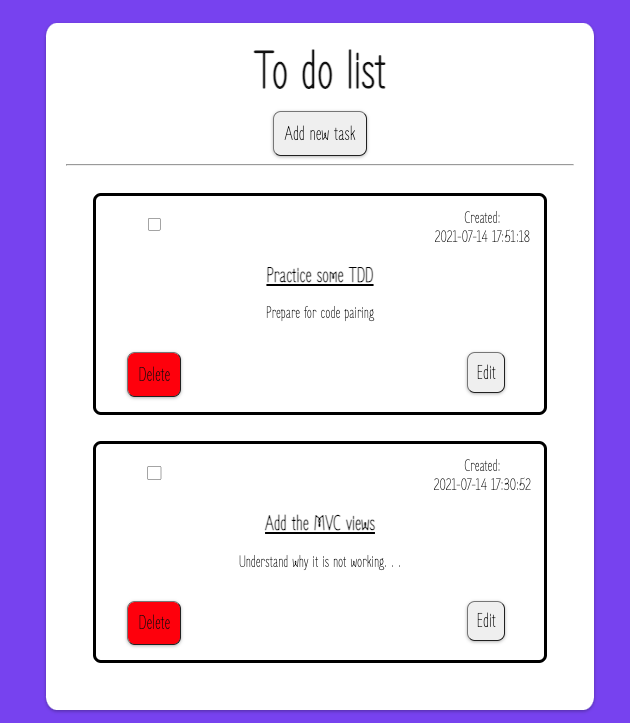 To do list
Add new task
Created:
2021-07-14 17:51:18
Practice some TDD
Prepare for code pairing
Delete
Edit
Created:
2021-07-14 17:30:52
Add the MVC views
Understand why it is not working. . .
Delete
Edit